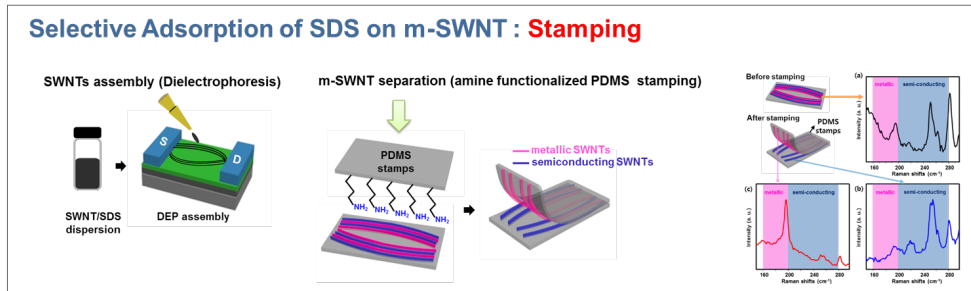 Selective Adsorption of SDS on m-SWNT : Stamping
SWNTs assembly (Dielectrophoresis)
S
D
SWNT/SDS
dispersion
DEP assembly
m-SWNT separation (amine functionalized PDMS stamping)
PDMS
stamps
NH2 NH2 NH2 NH2 NH2
metallic SWNTs
semiconducting SWNTs
Before stamping
After stamping
PDMS
stamps
(a)
metallic
semi-conducting
Intensity (a. u.)
160 200 240 280
Raman shifts (cm⁻¹)
(c)
metallic
semi-conducting
Intensity (a. u.)
160 200 240 280
Raman shifts (cm⁻¹)
(b)
metallic
semi-conducting
Intensity (a. u.)
160 200 240 280
Raman shifts (cm⁻¹)